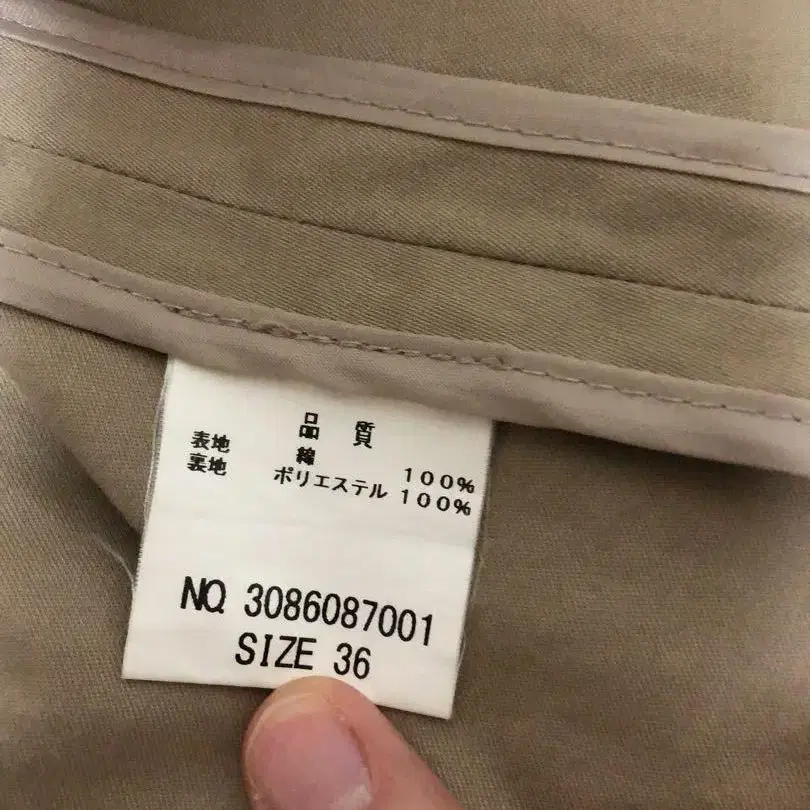 品 質
表地 綿 100%
裏地 ポリエステル 100%
NO. 3086087001
SIZE 36